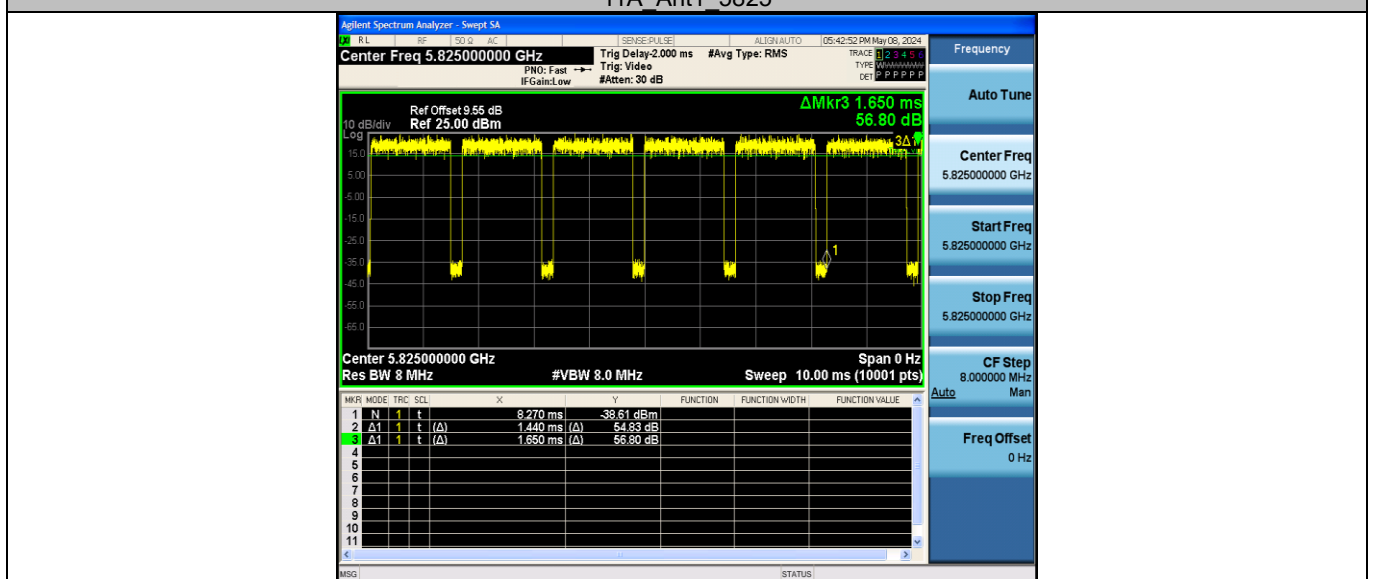 11A_Ant1_5825
Agilent Spectrum Analyzer - Swept SA
RL RF 50 Ω AC SENSE:PULSE ALIGN AUTO 05:42:52 PM May 08, 2024
Center Freq 5.825000000 GHz
PNO: Fast
IFGain:Low
Trig Delay-2.000 ms
Trig: Video
#Atten: 30 dB
#Avg Type: RMS
TRACE 1 2 3 4 5 6
TYPE WWWWWW
DET P P P P P P
Frequency
Auto Tune
Center Freq
5.825000000 GHz
Start Freq
5.825000000 GHz
Stop Freq
5.825000000 GHz
CF Step
8.000000 MHz
Auto Man
Freq Offset
0 Hz
ΔMkr3 1.650 ms
56.80 dB
Ref Offset 9.55 dB
10 dB/div Ref 25.00 dBm
Log
15.0
5.00
-5.00
-15.0
-25.0
-35.0
-45.0
-55.0
-65.0
3Δ1
1
Center 5.825000000 GHz Span 0 Hz
Res BW 8 MHz #VBW 8.0 MHz Sweep 10.00 ms (10001 pts)
MKR MODE TRC SCL X Y FUNCTION FUNCTION WIDTH FUNCTION VALUE
1 N 1 t 8.270 ms -38.61 dBm
2 Δ1 1 t (Δ) 1.440 ms (Δ) 54.83 dB
3 Δ1 1 t (Δ) 1.650 ms (Δ) 56.80 dB
4
5
6
7
8
9
10
11
MSG STATUS